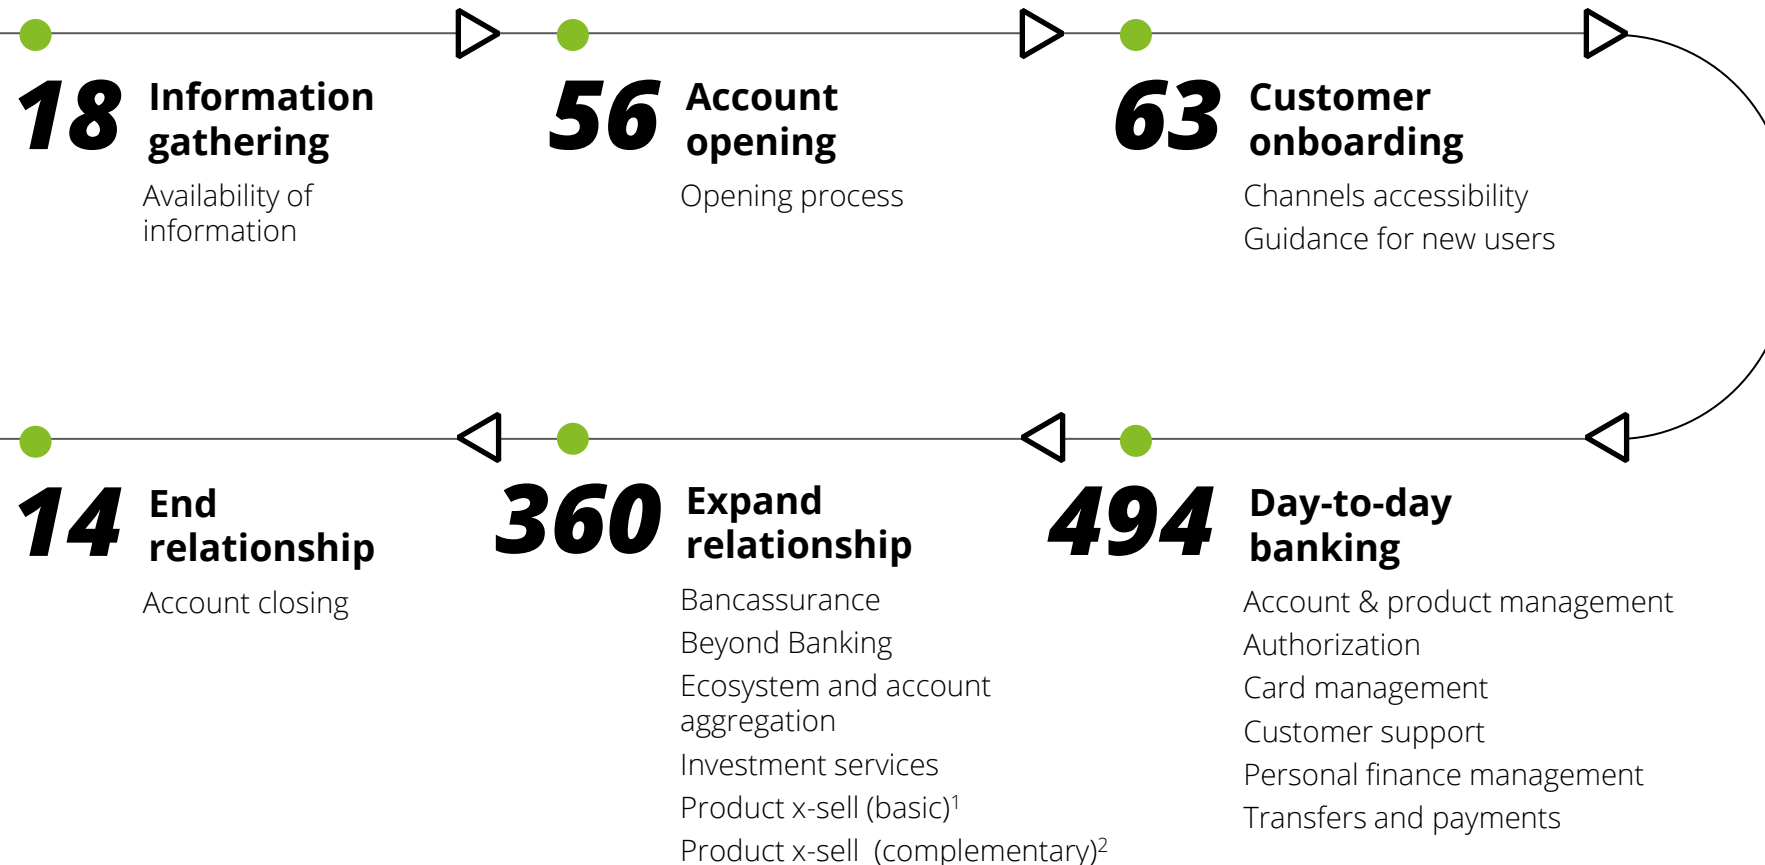 18
Information
gathering
Availability of
information
56
Account
opening
Opening process
63
Customer
onboarding
Channels accessibility
Guidance for new users
14
End
relationship
Account closing
360
Expand
relationship
Bancassurance
Beyond Banking
Ecosystem and account
aggregation
Investment services
Product x-sell (basic)¹
Product x-sell  (complementary)²
494
Day-to-day
banking
Account & product management
Authorization
Card management
Customer support
Personal finance management
Transfers and payments